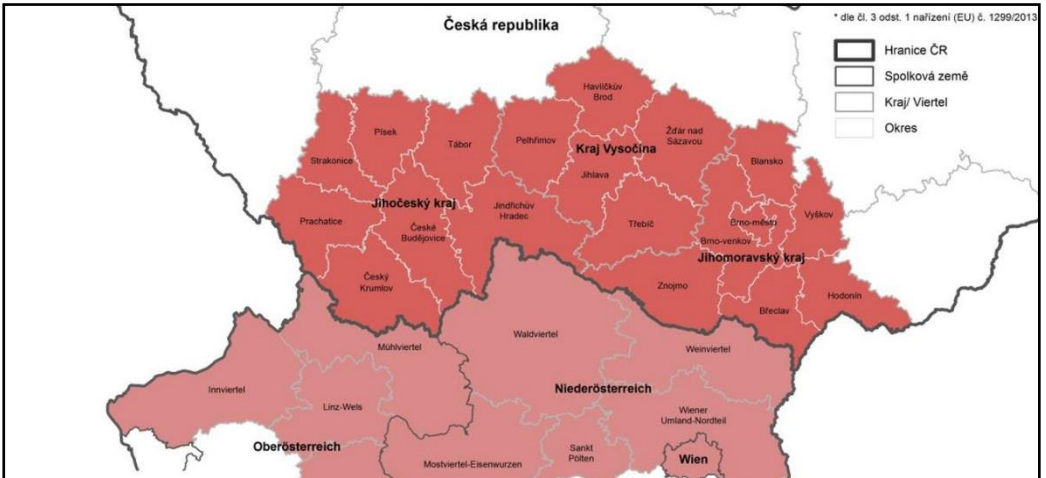 Česká republika
* dle čl. 3 odst. 1 nařízení (EU) č. 1299/2013
Hranice ČR
Spolková země
Kraj/ Viertel
Okres
Havlíčkův
Brod
Písek
Tábor
Pelhřimov
Kraj Vysočina
Žďár nad
Sázavou
Strakonice
Blansko
Jihlava
Jihočeský kraj
Jindřichův
Hradec
Prachatice
České
Budějovice
Třebíč
Brno-město
Vyškov
Brno-venkov
Jihomoravský kraj
Český
Krumlov
Znojmo
Hodonín
Břeclav
Waldviertel
Mühlviertel
Weinviertel
Innviertel
Niederösterreich
Linz-Wels
Wiener
Umland-Nordteil
Oberösterreich
Sankt
Pölten
Wien
Mostviertel-Eisenwurzen